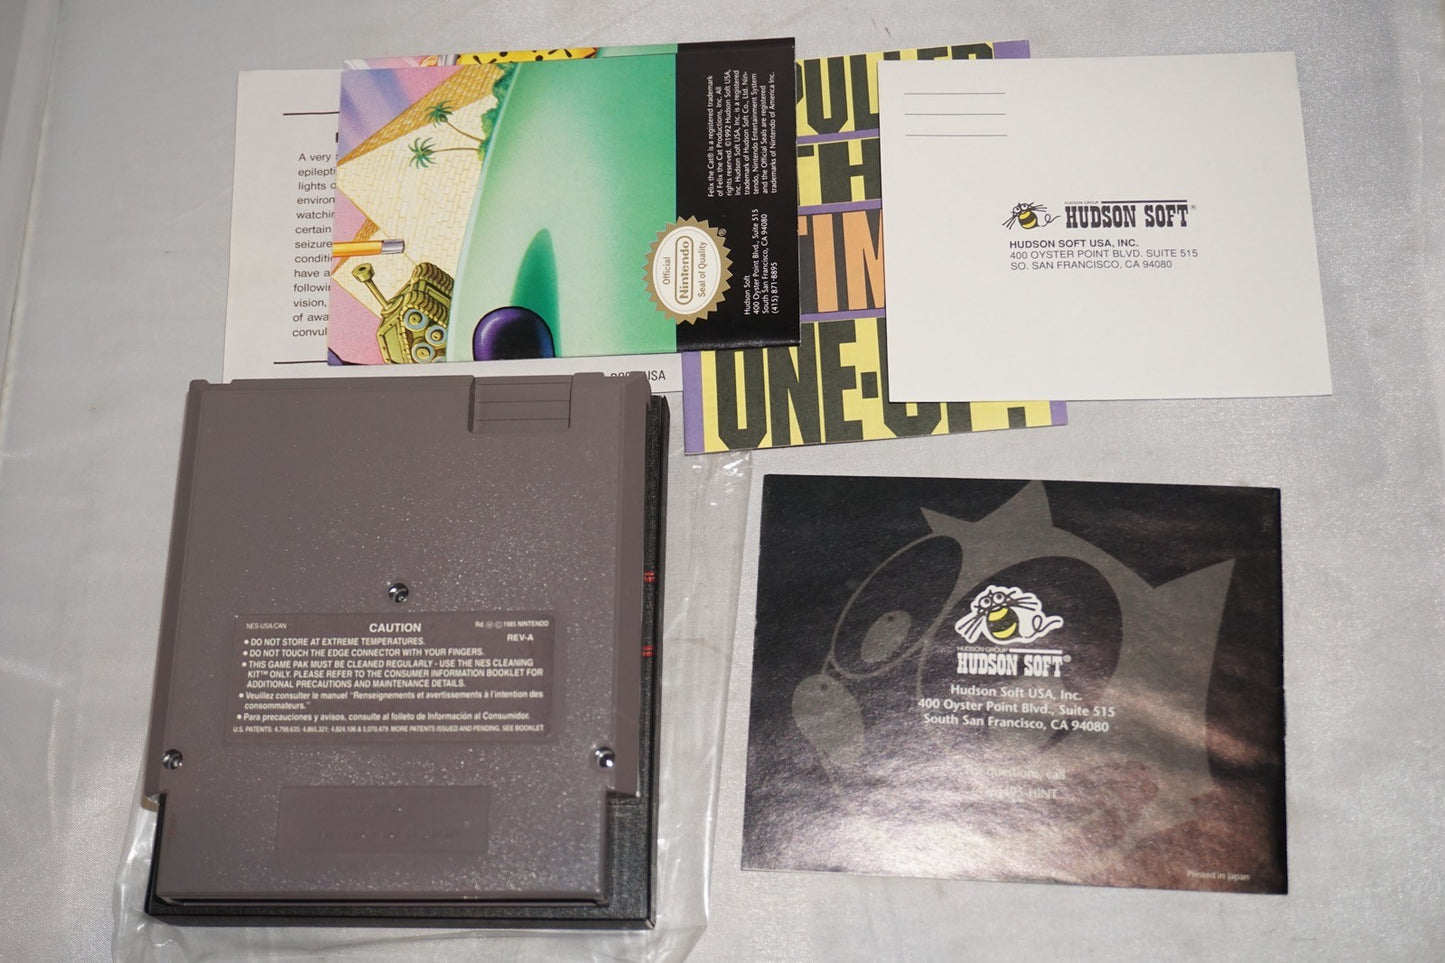 A very
epilepti
lights o
environ
watchin
certain
seizure
conditi
have a
followin
vision,
of awa
convul
USA
Felix the Cat® is a registered trademark
of Felix the Cat Productions, Inc. All
rights reserved. ©1992 Hudson Soft USA,
Inc. Hudson Soft USA, Inc. is a registered
trademark of Hudson Soft Co., Ltd. Nin-
tendo, Nintendo Entertainment System
and the Official Seals are registered
trademarks of Nintendo of America Inc.
Official
Nintendo
Seal of Quality
®
Hudson Soft
400 Oyster Point Blvd., Suite 515
South San Francisco, CA 94080
(415) 871-8895
PULLED
TH
TIM
ONE-UP!
HUDSON GROUP
HUDSON SOFT®
HUDSON SOFT USA, INC.
400 OYSTER POINT BLVD. SUITE 515
SO. SAN FRANCISCO, CA 94080
NES-USA/CAN
CAUTION
©1985 NINTENDO
REV-A
• DO NOT STORE AT EXTREME TEMPERATURES.
• DO NOT TOUCH THE EDGE CONNECTOR WITH YOUR FINGERS.
• THIS GAME PAK MUST BE CLEANED REGULARLY - USE THE NES CLEANING
KIT™ ONLY. PLEASE REFER TO THE CONSUMER INFORMATION BOOKLET FOR
ADDITIONAL PRECAUTIONS AND MAINTENANCE DETAILS.
• Veuillez consulter le manuel "Renseignements et avertissements à l'intention des
consommateurs."
• Para precauciones y avisos, consulte al folleto de Información al Consumidor.
U.S. PATENTS: 4,799,635; 4,865,321; 4,824,106 & 5,070,479. MORE PATENTS ISSUED AND PENDING, SEE BOOKLET
HUDSON GROUP
HUDSON SOFT®
Hudson Soft USA, Inc.
400 Oyster Point Blvd., Suite 515
South San Francisco, CA 94080
questions, call
HINT
Printed in Japan